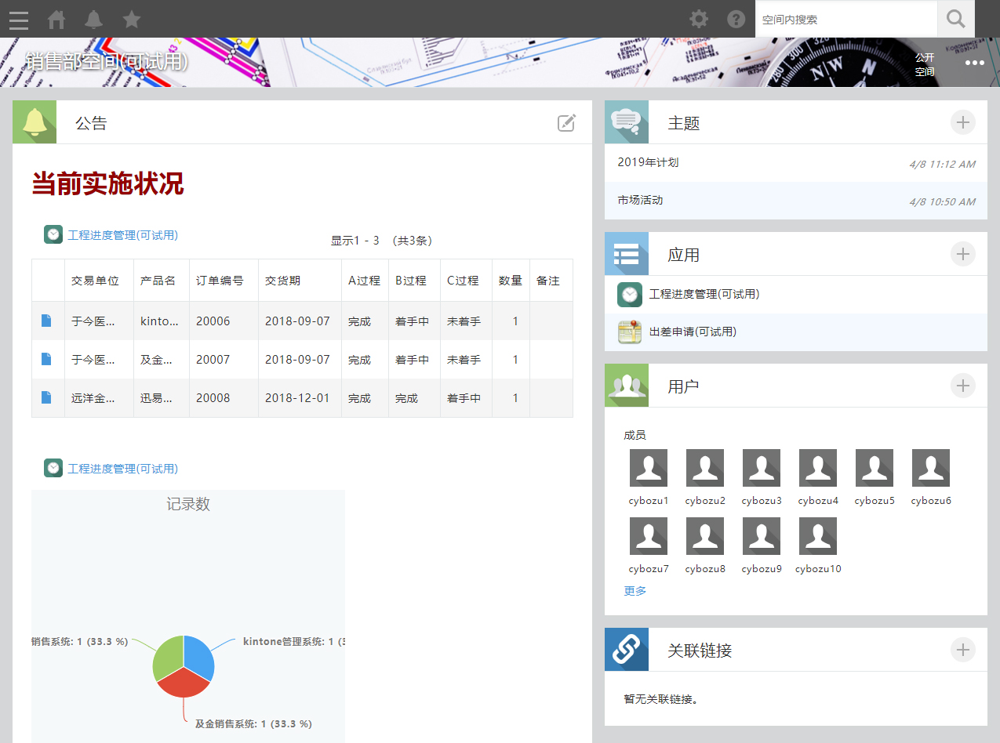 空间内搜索
销售部空间(可试用)
公开
空间
公告
当前实施状况
工程进度管理(可试用)
显示1 - 3 （共3条）
交易单位 产品名 订单编号 交货期 A过程 B过程 C过程 数量 备注
于今医... kinto... 20006 2018-09-07 完成 着手中 未着手 1
于今医... 及金... 20007 2018-09-07 完成 着手中 未着手 1
远洋金... 迅易... 20008 2018-12-01 完成 完成 着手中 1
工程进度管理(可试用)
记录数
销售系统: 1 (33.3 %)
kintone管理系统: 1 (3
及金销售系统: 1 (33.3 %)
主题
2019年计划 4/8 11:12 AM
市场活动 4/8 10:50 AM
应用
工程进度管理(可试用)
出差申请(可试用)
用户
成员
cybozu1 cybozu2 cybozu3 cybozu4 cybozu5 cybozu6
cybozu7 cybozu8 cybozu9 cybozu10
更多
关联链接
暂无关联链接。